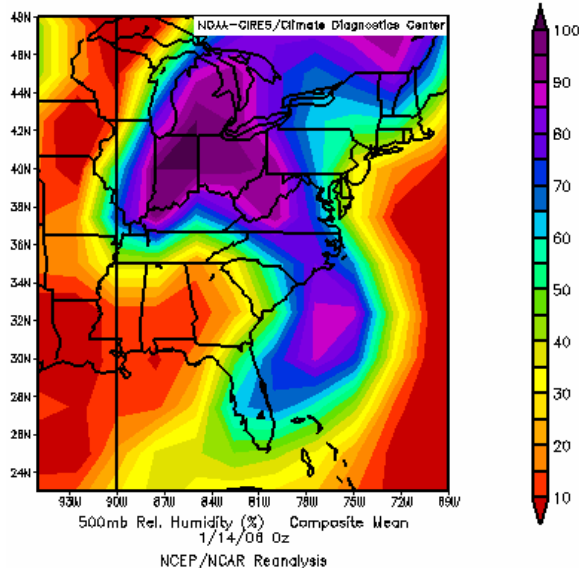 NOAA-CIRES/Climate Diagnostics Center
48N
46N
44N
42N
40N
38N
36N
34N
32N
30N
28N
26N
24N
93W 90W 87W 84W 81W 78W 75W 72W 69W
100
90
80
70
60
50
40
30
20
10
500mb Rel. Humidity (%) Composite Mean
1/14/06 0z
NCEP/NCAR Reanalysis